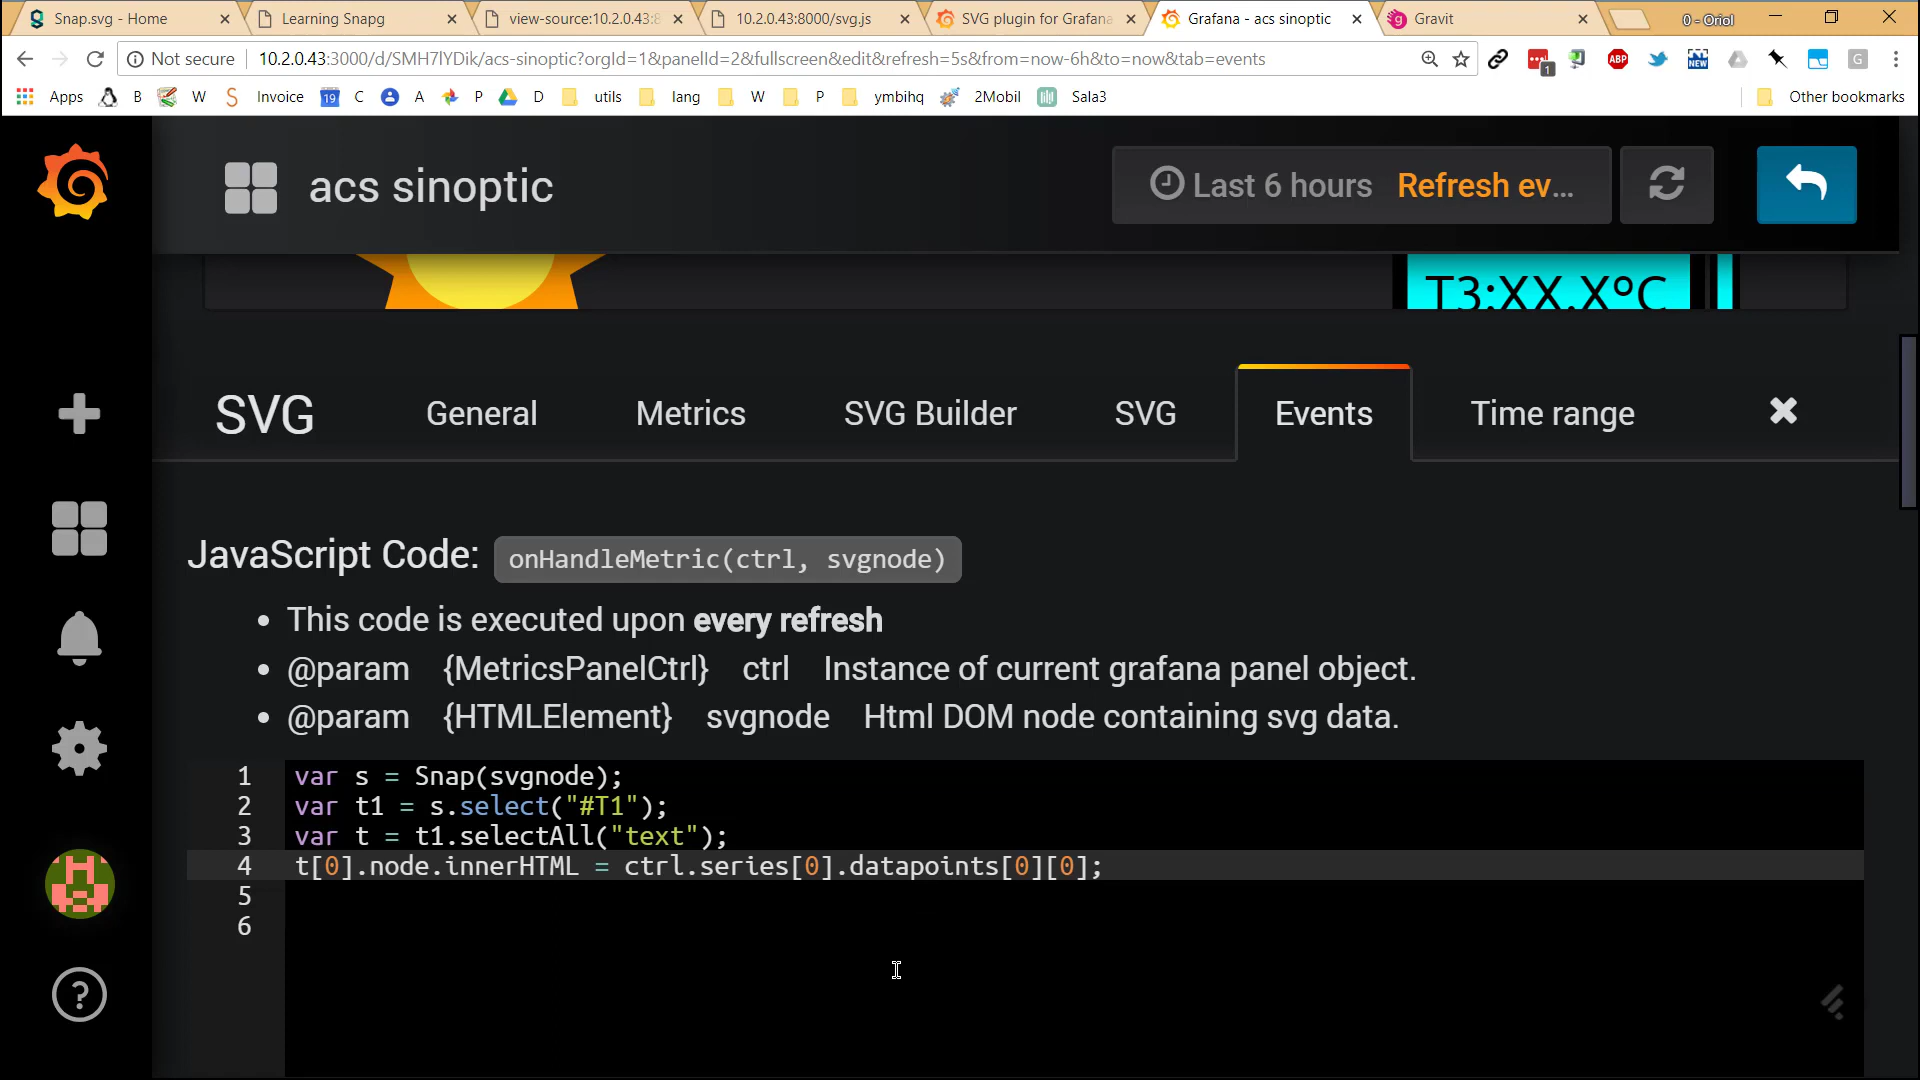 Snap.svg - Home
Learning Snapg
view-source:10.2.0.43:8
10.2.0.43:8000/svg.js
SVG plugin for Grafana
Grafana - acs sinoptic
Gravit
0 - Oriol
Not secure
10.2.0.43:3000/d/SMH7lYDik/acs-sinoptic?orgId=1&panelId=2&fullscreen&edit&refresh=5s&from=now-6h&to=now&tab=events
1
ABP
NEW
G
Apps
B
W
S
Invoice
19
C
A
P
D
utils
lang
W
P
ymbihq
2Mobil
Sala3
Other bookmarks
acs sinoptic
Last 6 hours
Refresh ev...
T3:XX.XºC
SVG
General
Metrics
SVG Builder
SVG
Events
Time range
JavaScript Code: onHandleMetric(ctrl, svgnode)
• This code is executed upon every refresh
• @param {MetricsPanelCtrl} ctrl Instance of current grafana panel object.
• @param {HTMLElement} svgnode Html DOM node containing svg data.
1 var s = Snap(svgnode);
2 var t1 = s.select("#T1");
3 var t = t1.selectAll("text");
4 t[0].node.innerHTML = ctrl.series[0].datapoints[0][0];
5
6
?